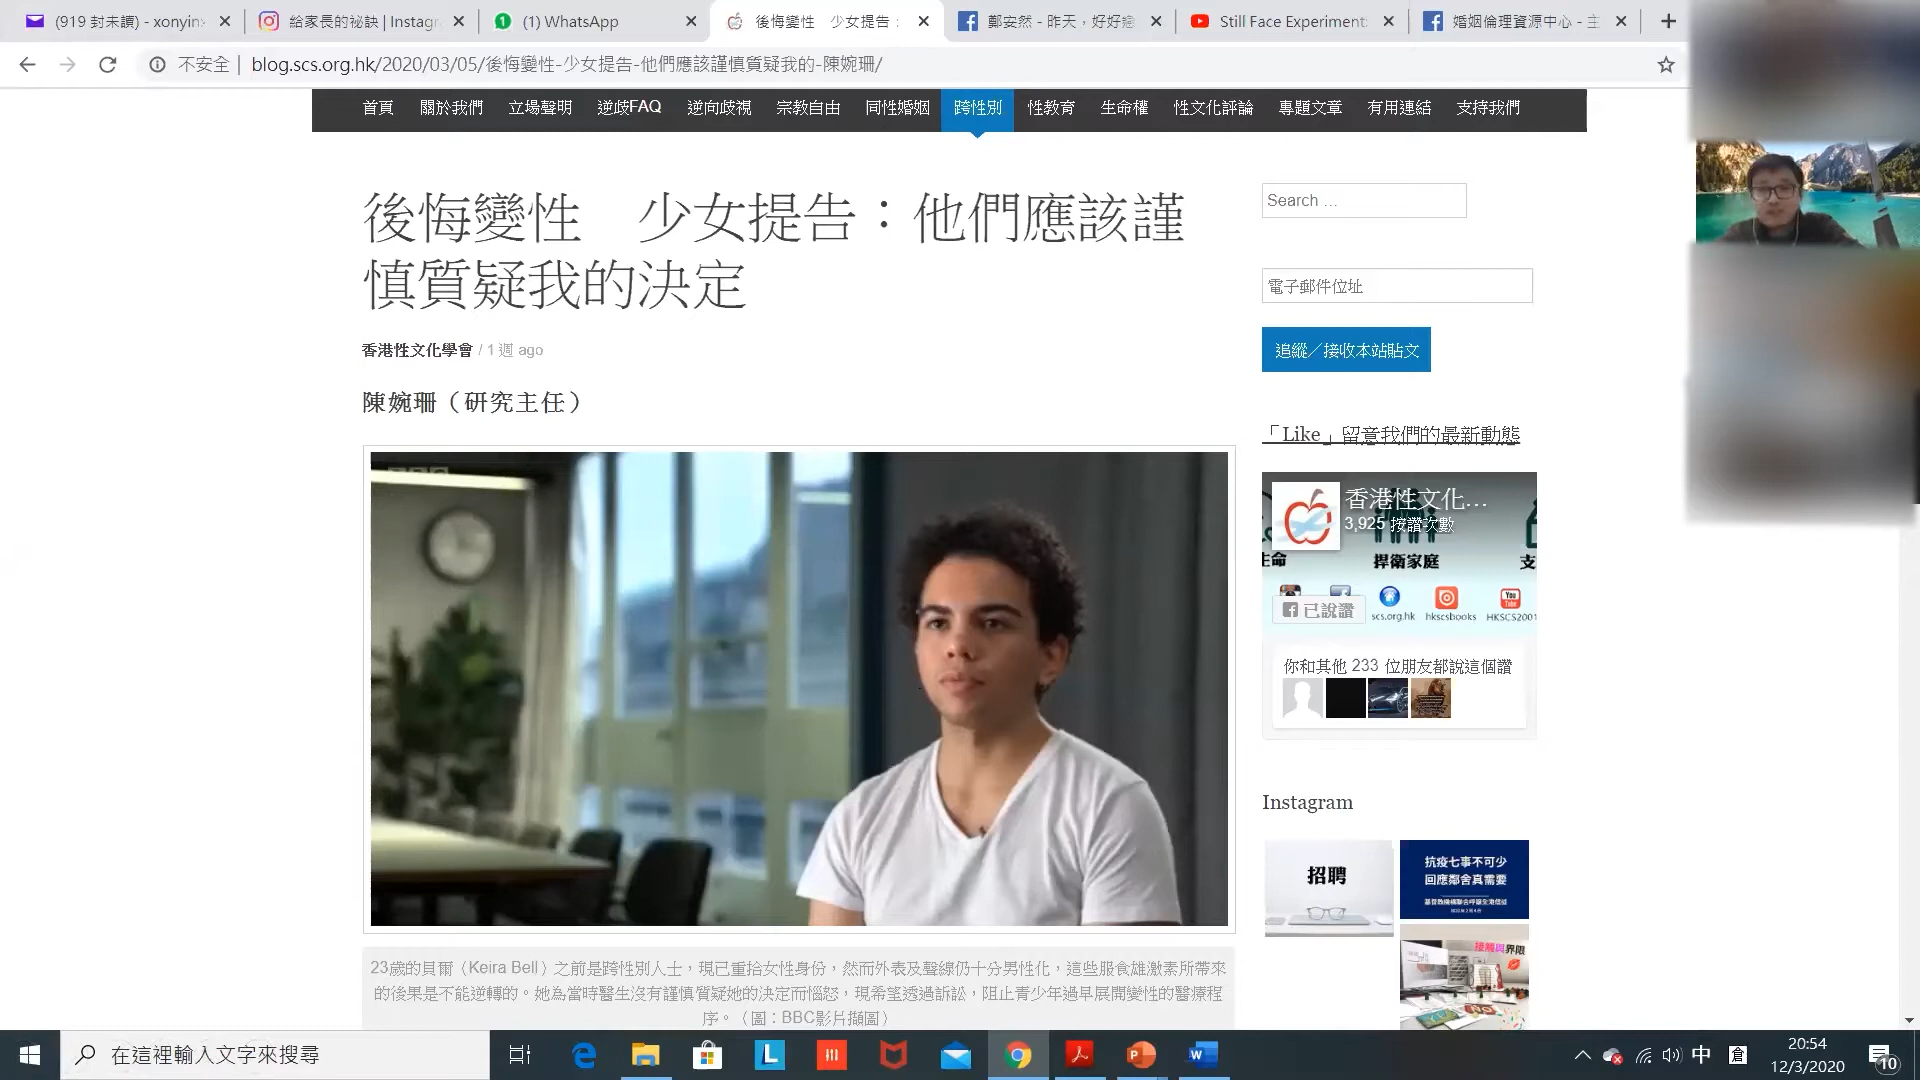 (919 封未讀) - xonyin
給家長的祕訣 | Instagr
(1) WhatsApp
後悔變性 少女提告：
鄭安然 - 昨天，好好
Still Face Experiment:
婚姻倫理資源中心 - 主
不安全
blog.scs.org.hk/2020/03/05/後悔變性-少女提告-他們應該謹慎質疑我的-陳婉珊/
首頁 關於我們 立場聲明 逆歧FAQ 逆向歧視 宗教自由 同性婚姻 跨性別 性教育 生命權 性文化評論 專題文章 有用連結 支持我們
後悔變性 少女提告：他們應該謹
慎質疑我的決定
香港性文化學會 / 1 週 ago
陳婉珊（研究主任）
23歲的貝爾（Keira Bell）之前是跨性別人士，現已重拾女性身份，然而外表及聲線仍十分男性化，這些服食雄激素所帶來
的後果是不能逆轉的。她為當時醫生沒有謹慎質疑她的決定而惱怒，現希望透過訴訟，阻止青少年過早展開變性的醫療程
序。（圖：BBC影片擷圖）
Search …
電子郵件位址
追縱／接收本站貼文
「Like」留意我們的最新動態
香港性文化...
3,925 按讚次數
生命
捍衛家庭
支
已說讚
scs.org.hk
hkscsbooks
HKSCS2001
你和其他 233 位朋友都說這個讚
Instagram
招聘
抗疫七事不可少
回應鄰舍真需要
接觸與界限
在這裡輸入文字來搜尋
中
倉
20:54
12/3/2020
10